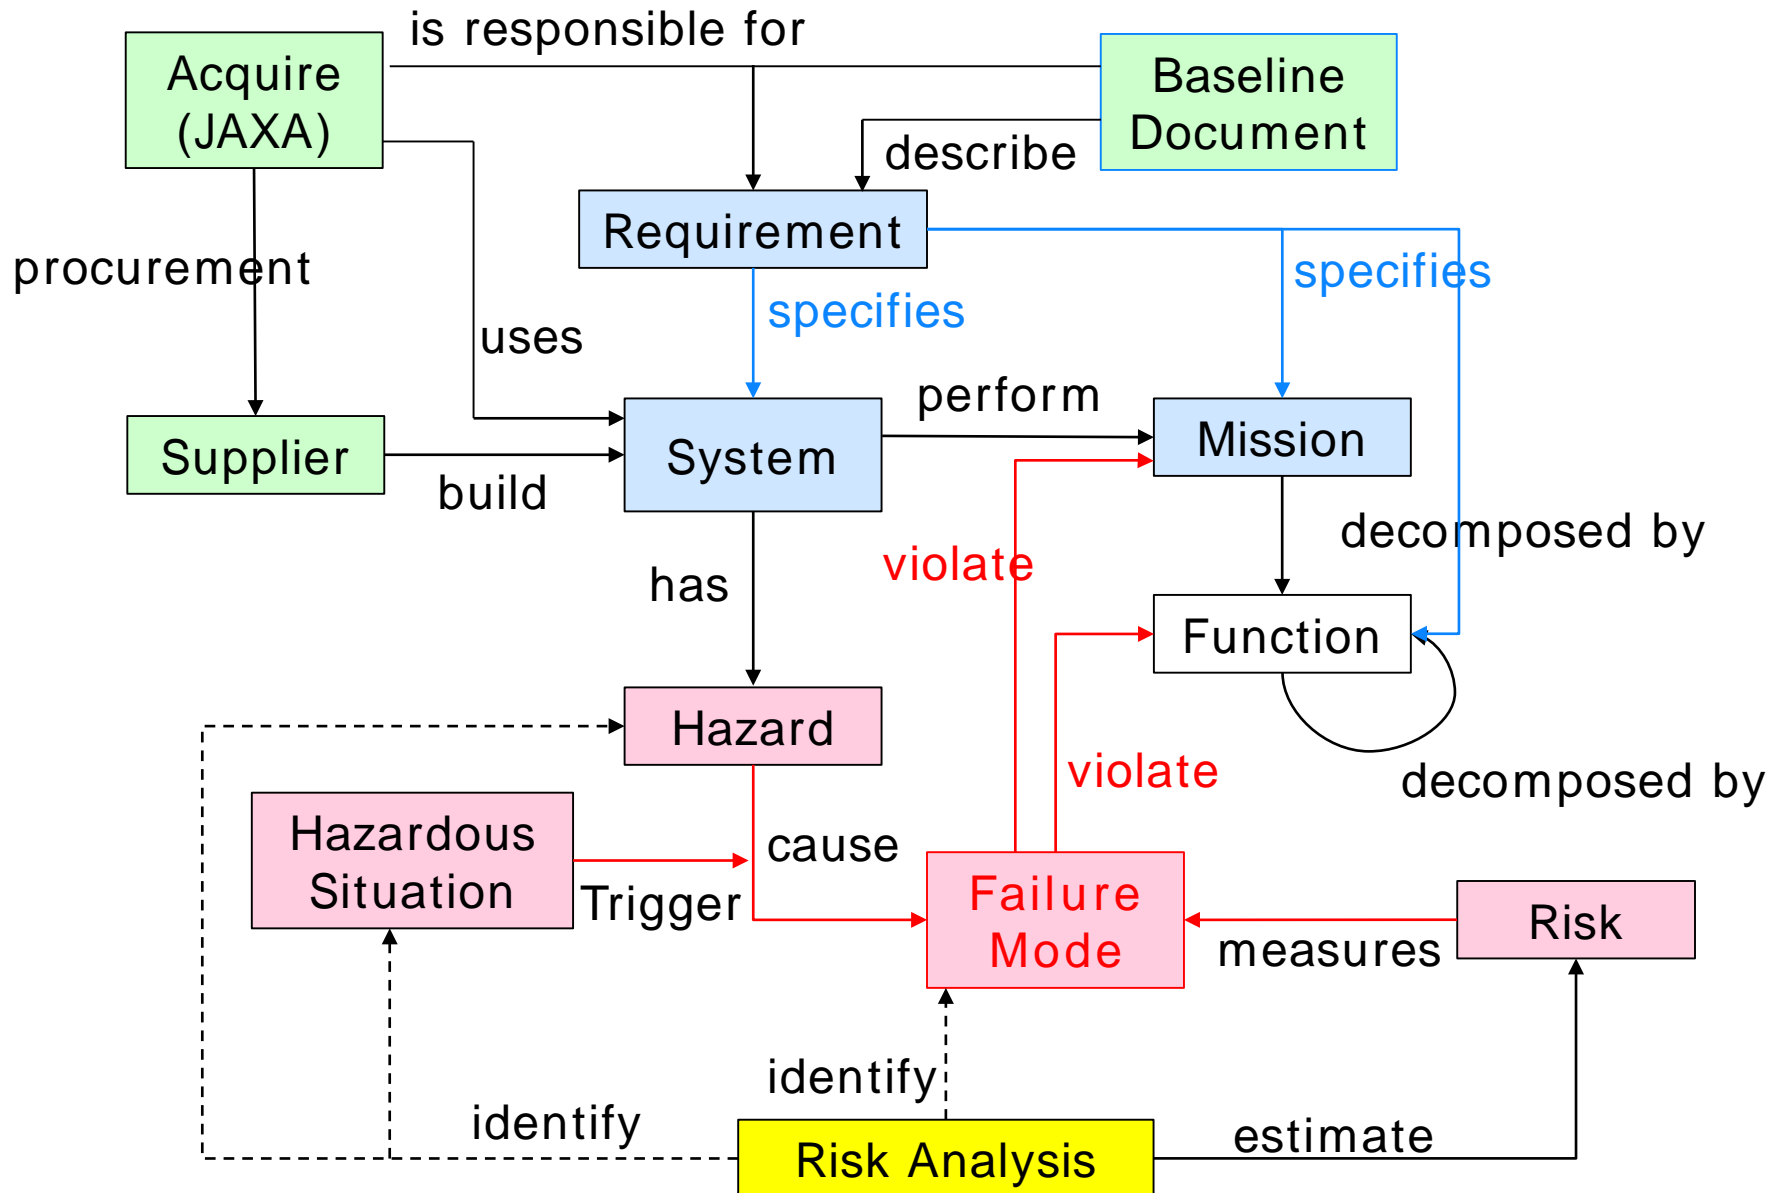 is responsible for
Acquire
(JAXA)
Baseline
Document
describe
Requirement
procurement
specifies
specifies
uses
perform
Supplier
System
Mission
build
decomposed by
violate
has
Function
Hazard
violate
decomposed by
Hazardous
Situation
cause
Trigger
Failure
Mode
Risk
measures
identify
identify
estimate
Risk Analysis